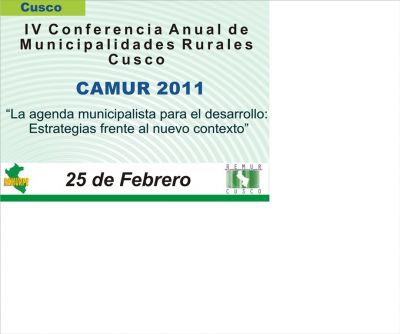 Cusco
IV Conferencia Anual de
Municipalidades Rurales
Cusco
CAMUR 2011
“La agenda municipalista para el desarrollo:
Estrategias frente al nuevo contexto”
25 de Febrero
REMUR
CUSCO